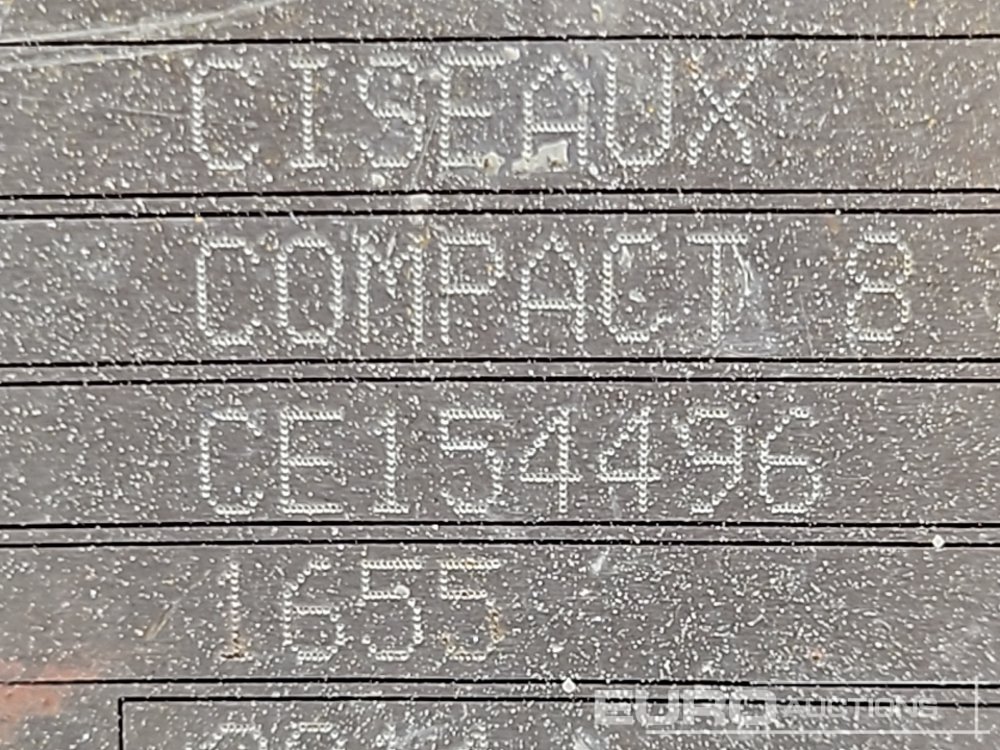 CISEAUX
COMPACT 8
CE154496
1655
EURO AUCTIONS